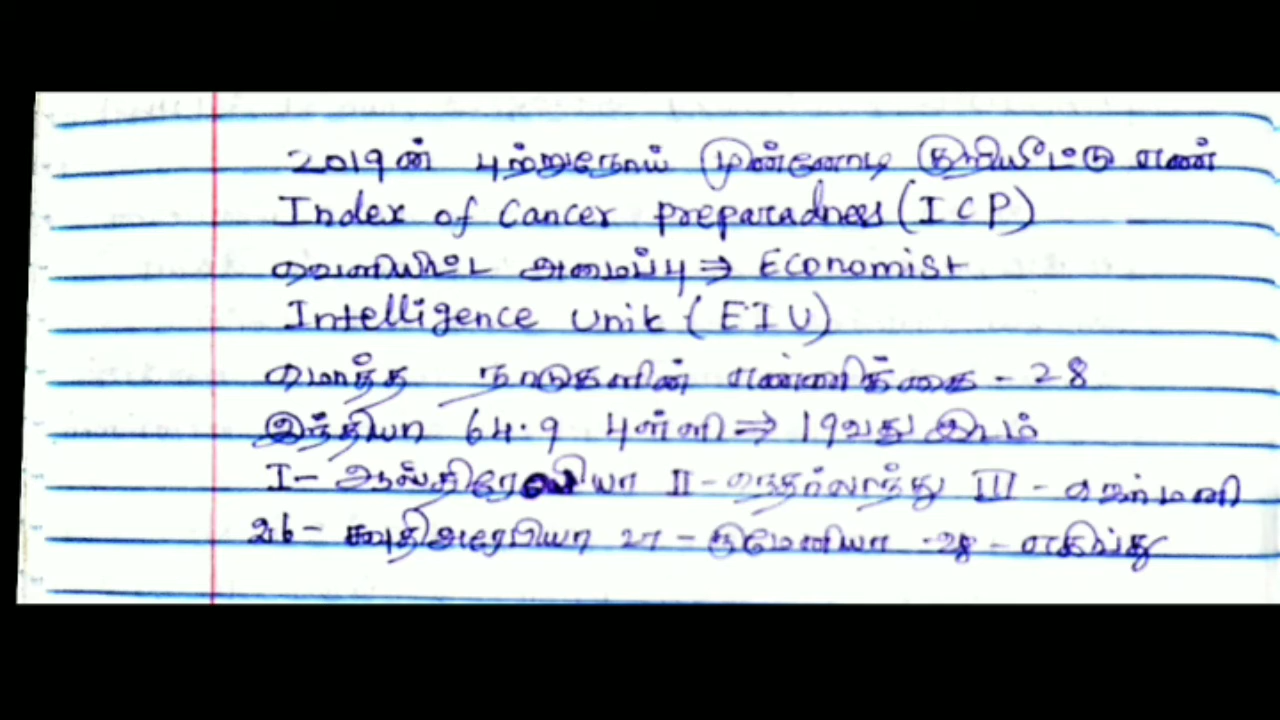 2019ன் புற்றுநோய் முன்னோடி குறியீட்டு எண்
Index of Cancer preparadness (ICP)
வெளியிட்ட அமைப்பு ⇒ Economist
Intelligence Unit (EIU)
மொத்த நாடுகளின் எண்ணிக்கை - 28
இந்தியா 64.9 புள்ளி ⇒ 19வது இடம்
I - ஆஸ்திரேலியா II - நெதர்லாந்து III - ஜெர்மனி
26 - சவுதிஅரேபியா 27 - ருமேனியா - 28 - எகிப்து